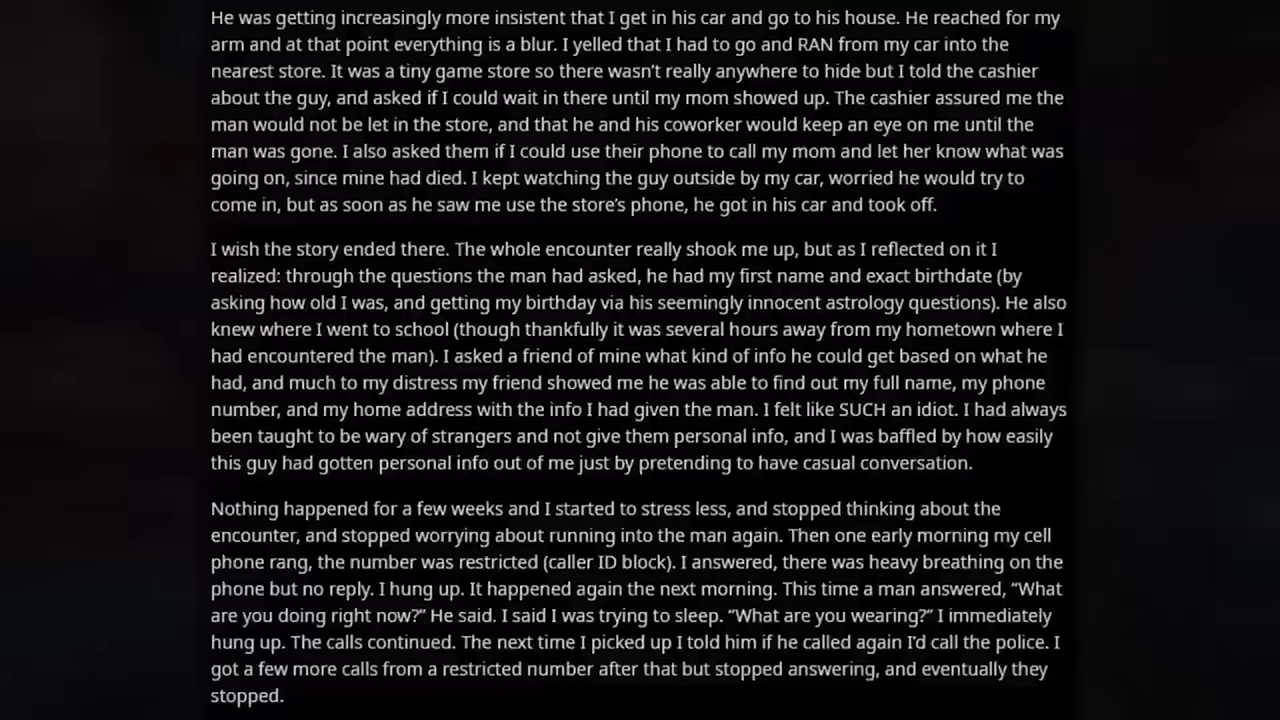 He was getting increasingly more insistent that I get in his car and go to his house. He reached for my
arm and at that point everything is a blur. I yelled that I had to go and RAN from my car into the
nearest store. It was a tiny game store so there wasn’t really anywhere to hide but I told the cashier
about the guy, and asked if I could wait in there until my mom showed up. The cashier assured me the
man would not be let in the store, and that he and his coworker would keep an eye on me until the
man was gone. I also asked them if I could use their phone to call my mom and let her know what was
going on, since mine had died. I kept watching the guy outside by my car, worried he would try to
come in, but as soon as he saw me use the store’s phone, he got in his car and took off.
I wish the story ended there. The whole encounter really shook me up, but as I reflected on it I
realized: through the questions the man had asked, he had my first name and exact birthdate (by
asking how old I was, and getting my birthday via his seemingly innocent astrology questions). He also
knew where I went to school (though thankfully it was several hours away from my hometown where I
had encountered the man). I asked a friend of mine what kind of info he could get based on what he
had, and much to my distress my friend showed me he was able to find out my full name, my phone
number, and my home address with the info I had given the man. I felt like SUCH an idiot. I had always
been taught to be wary of strangers and not give them personal info, and I was baffled by how easily
this guy had gotten personal info out of me just by pretending to have casual conversation.
Nothing happened for a few weeks and I started to stress less, and stopped thinking about the
encounter, and stopped worrying about running into the man again. Then one early morning my cell
phone rang, the number was restricted (caller ID block). I answered, there was heavy breathing on the
phone but no reply. I hung up. It happened again the next morning. This time a man answered, “What
are you doing right now?” He said. I said I was trying to sleep. “What are you wearing?” I immediately
hung up. The calls continued. The next time I picked up I told him if he called again I’d call the police. I
got a few more calls from a restricted number after that but stopped answering, and eventually they
stopped.